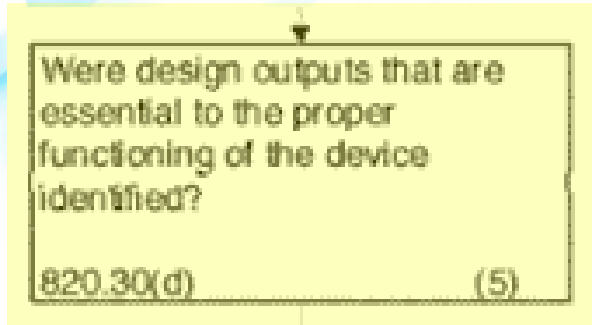 Were design outputs that are
essential to the proper
functioning of the device
identified?
820.30(d) (5)